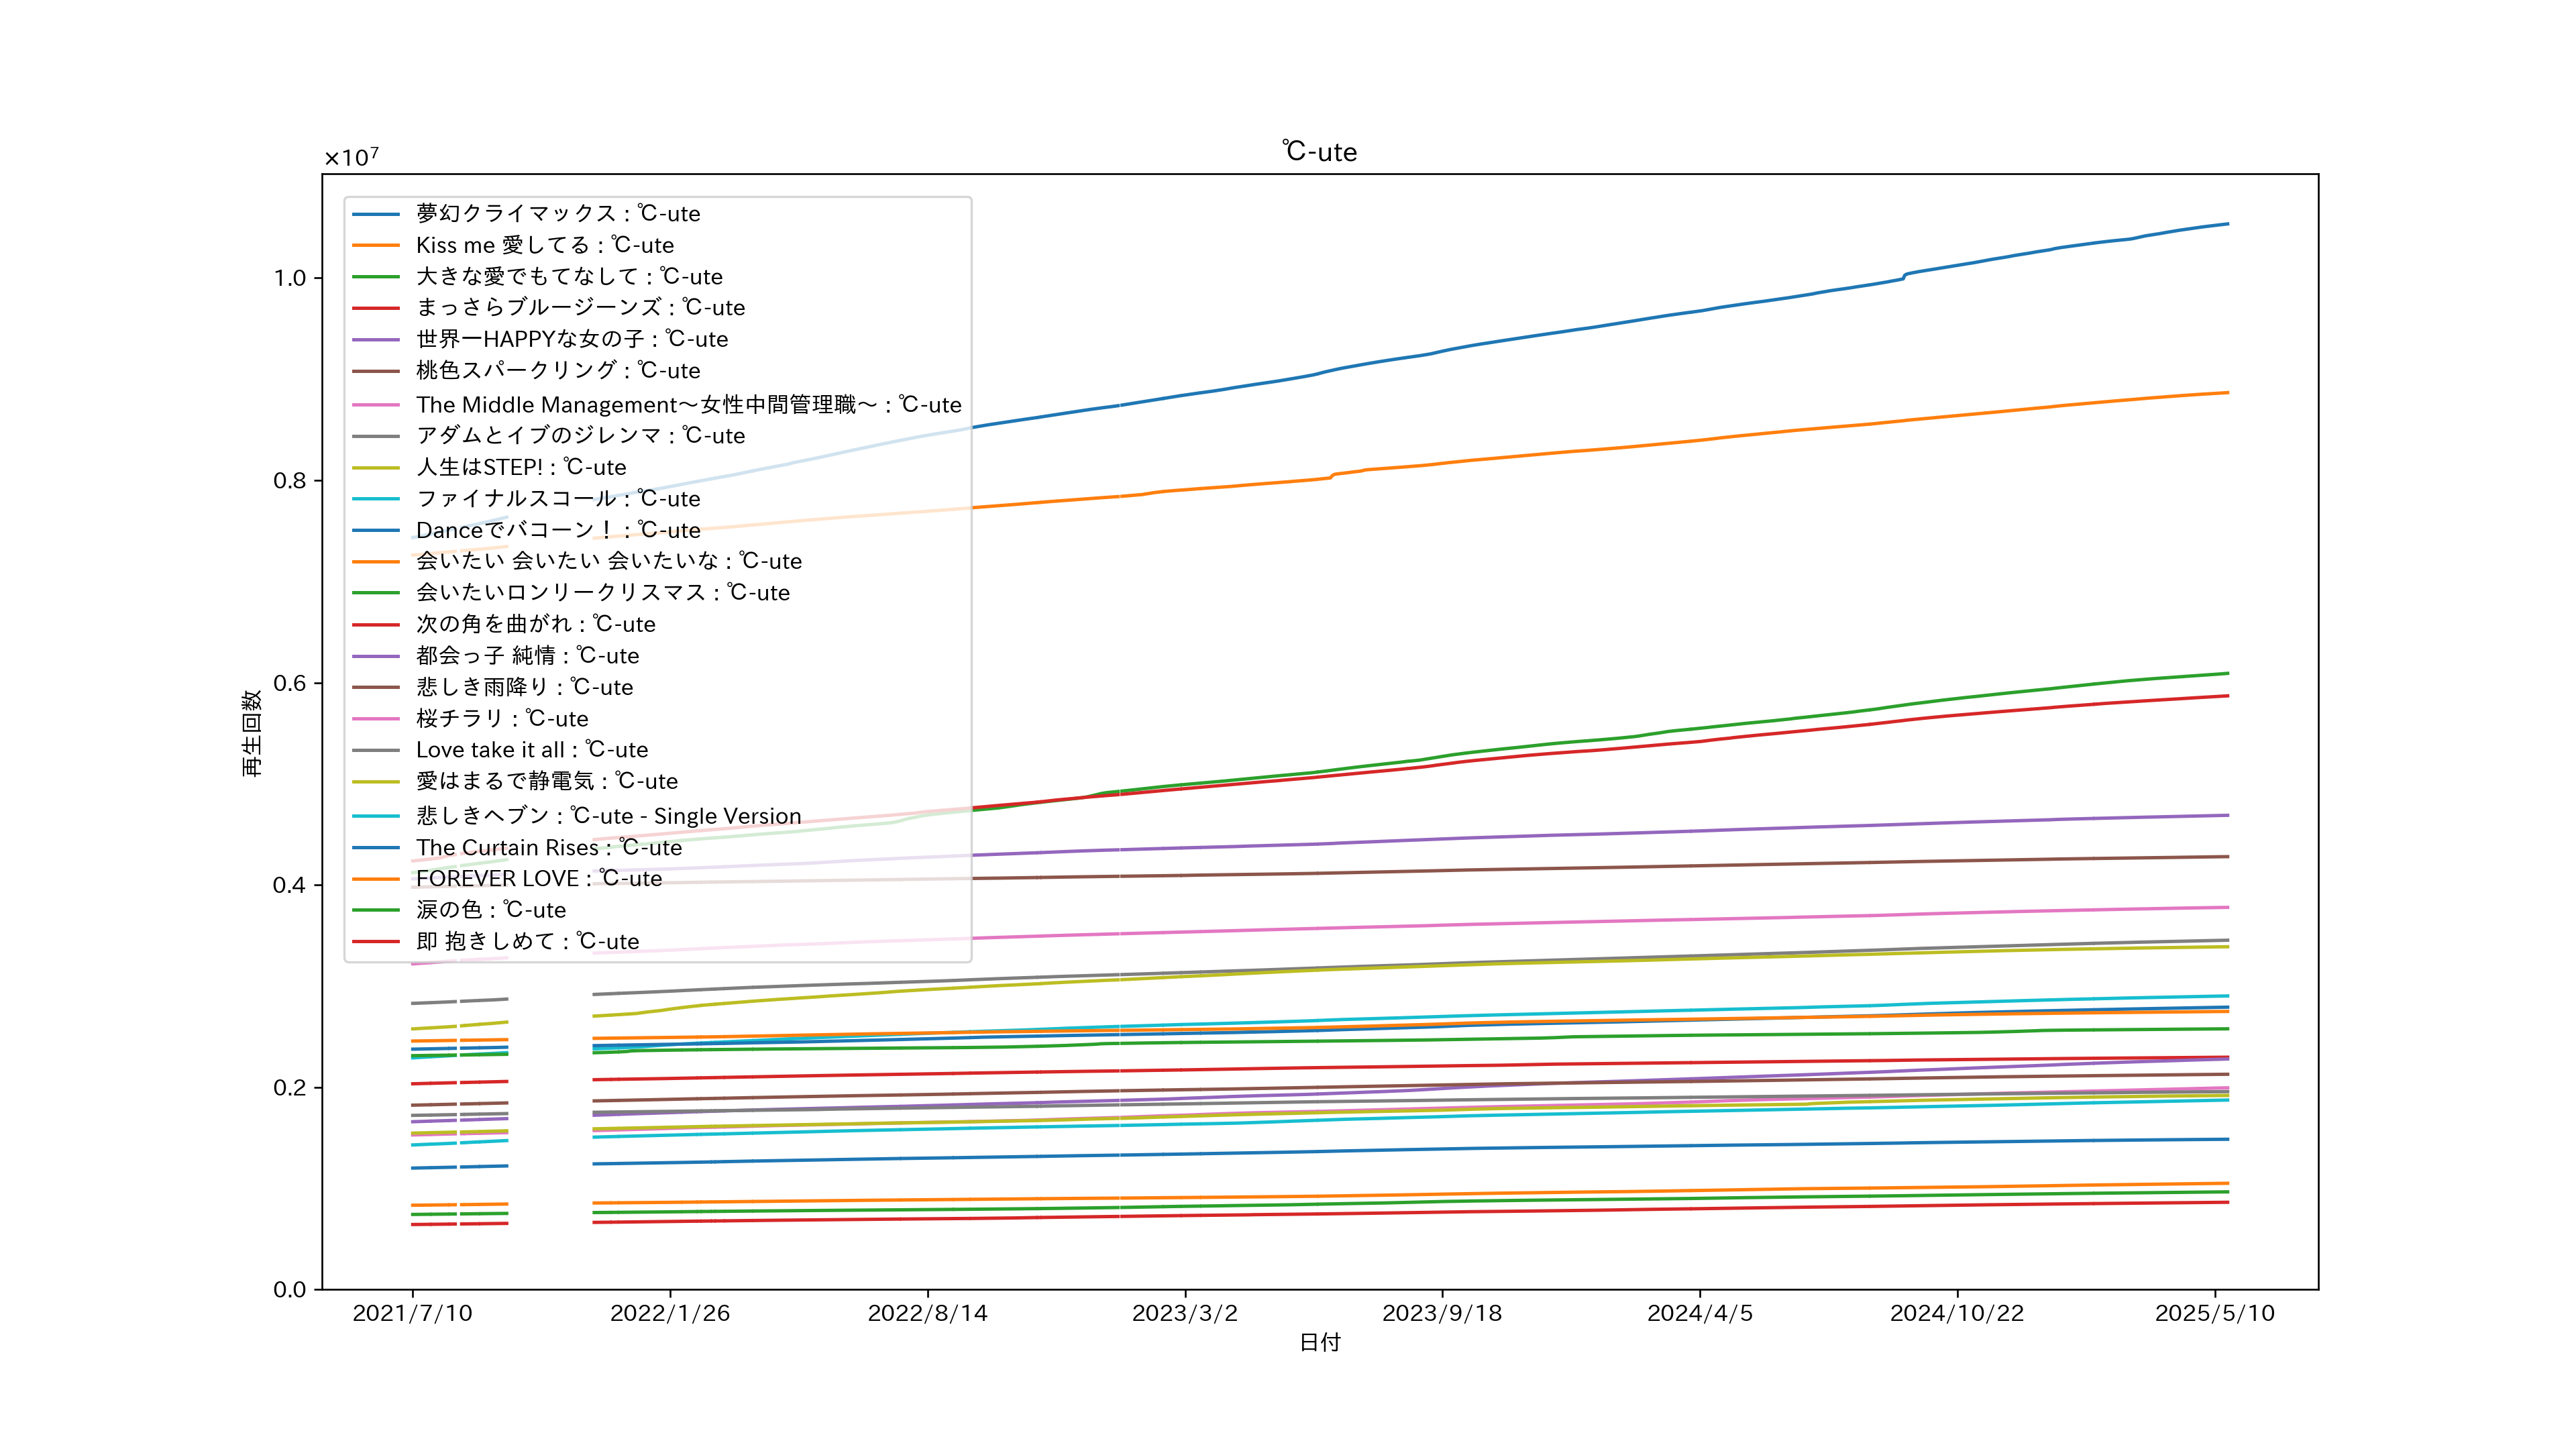 ℃-ute
×10⁷
1.0
0.8
0.6
0.4
0.2
0.0
再生回数
夢幻クライマックス : ℃-ute
Kiss me 愛してる : ℃-ute
大きな愛でもてなして : ℃-ute
まっさらブルージーンズ : ℃-ute
世界一HAPPYな女の子 : ℃-ute
桃色スパークリング : ℃-ute
The Middle Management～女性中間管理職～ : ℃-ute
アダムとイブのジレンマ : ℃-ute
人生はSTEP! : ℃-ute
ファイナルスコール : ℃-ute
Danceでバコーン！ : ℃-ute
会いたい 会いたい 会いたいな : ℃-ute
会いたいロンリークリスマス : ℃-ute
次の角を曲がれ : ℃-ute
都会っ子 純情 : ℃-ute
悲しき雨降り : ℃-ute
桜チラリ : ℃-ute
Love take it all : ℃-ute
愛はまるで静電気 : ℃-ute
悲しきヘブン : ℃-ute - Single Version
The Curtain Rises : ℃-ute
FOREVER LOVE : ℃-ute
涙の色 : ℃-ute
即 抱きしめて : ℃-ute
2021/7/10 2022/1/26 2022/8/14 2023/3/2 2023/9/18 2024/4/5 2024/10/22 2025/5/10
日付